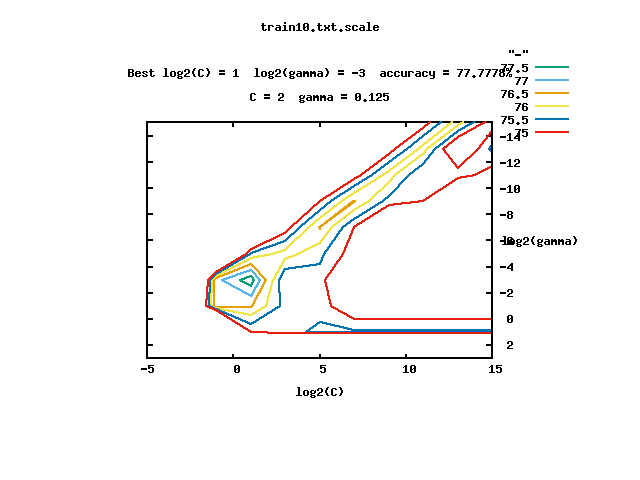 train10.txt.scale
"-"
Best log2(C) = 1  log2(gamma) = -3  accuracy = 77.7778%
77.5
77
76.5
76
75.5
75
C = 2  gamma = 0.125
-14
-12
-10
-8
-6
log2(gamma)
-4
-2
0
2
-5 0 5 10 15
log2(C)